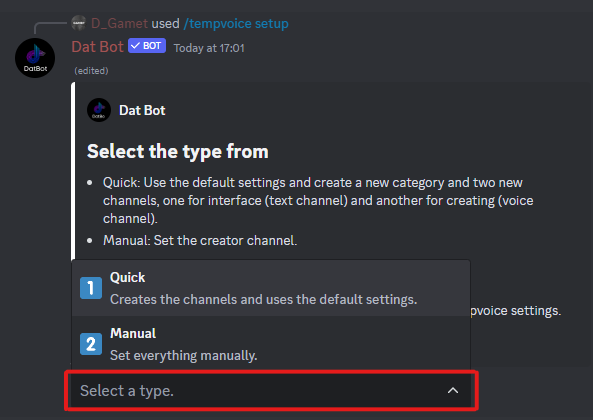 D_Gamet used /tempvoice setup
Dat Bot ✓ BOT Today at 17:01
DatBot
(edited)
Dat Bot
Select the type from
• Quick: Use the default settings and create a new category and two new
channels, one for interface (text channel) and another for creating (voice
channel).
• Manual: Set the creator channel.
1 Quick
Creates the channels and uses the default settings.
pvoice settings.
2 Manual
Set everything manually.
Select a type.